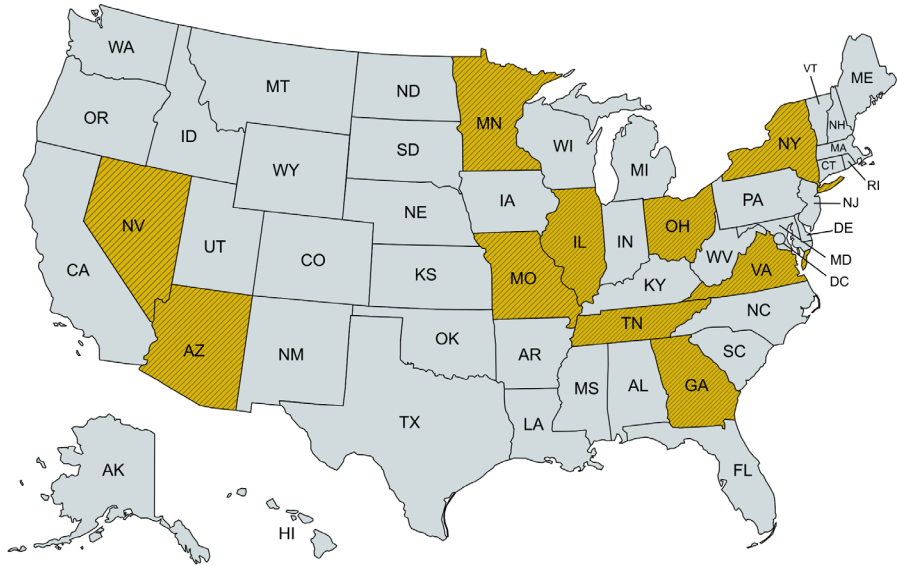 WA
MT
ND
MN
VT
ME
OR
ID
SD
WI
NH
NY
MA
WY
MI
CT
RI
IA
PA
NJ
NE
NV
OH
DE
UT
IL
IN
CO
WV
MD
CA
KS
MO
VA
DC
KY
NC
TN
AZ
OK
NM
AR
SC
MS
AL
GA
TX
LA
AK
FL
HI